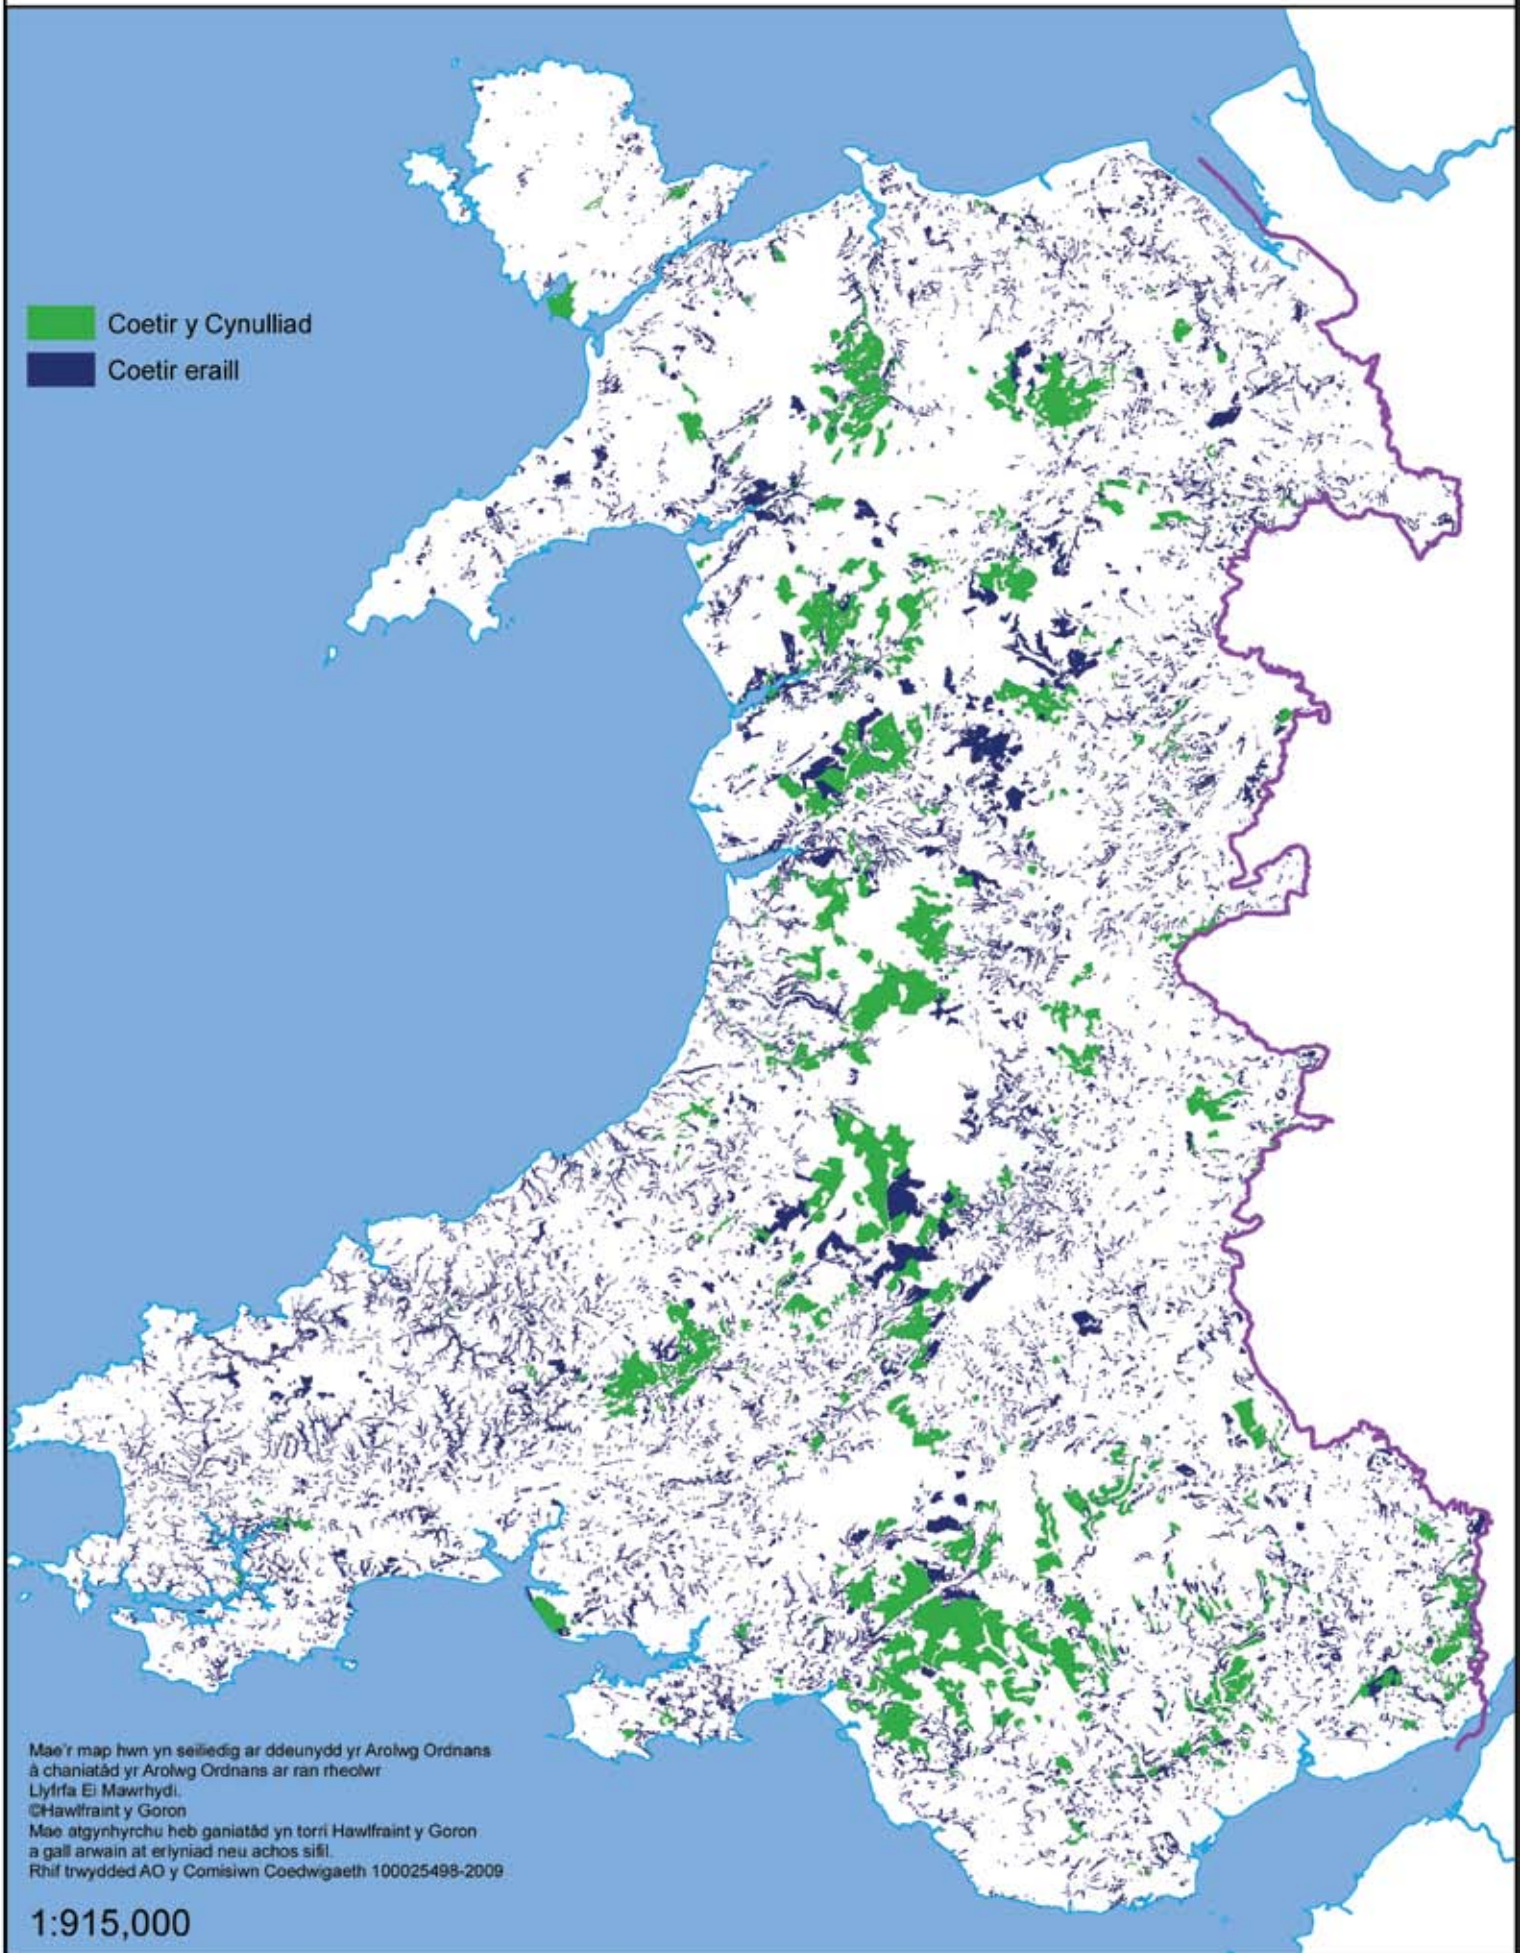 Coetir y Cynulliad
Coetir eraill
Mae'r map hwn yn seiliedig ar ddeunydd yr Arolwg Ordnans
â chaniatâd yr Arolwg Ordnans ar ran rheolwr
Llyfrfa Ei Mawrhydi.
©Hawlfraint y Goron
Mae atgynhyrchu heb ganiatâd yn torri Hawlfraint y Goron
a gall arwain at erlyniad neu achos sifil.
Rhif trwydded AO y Comisiwn Coedwigaeth 100025498-2009
1:915,000